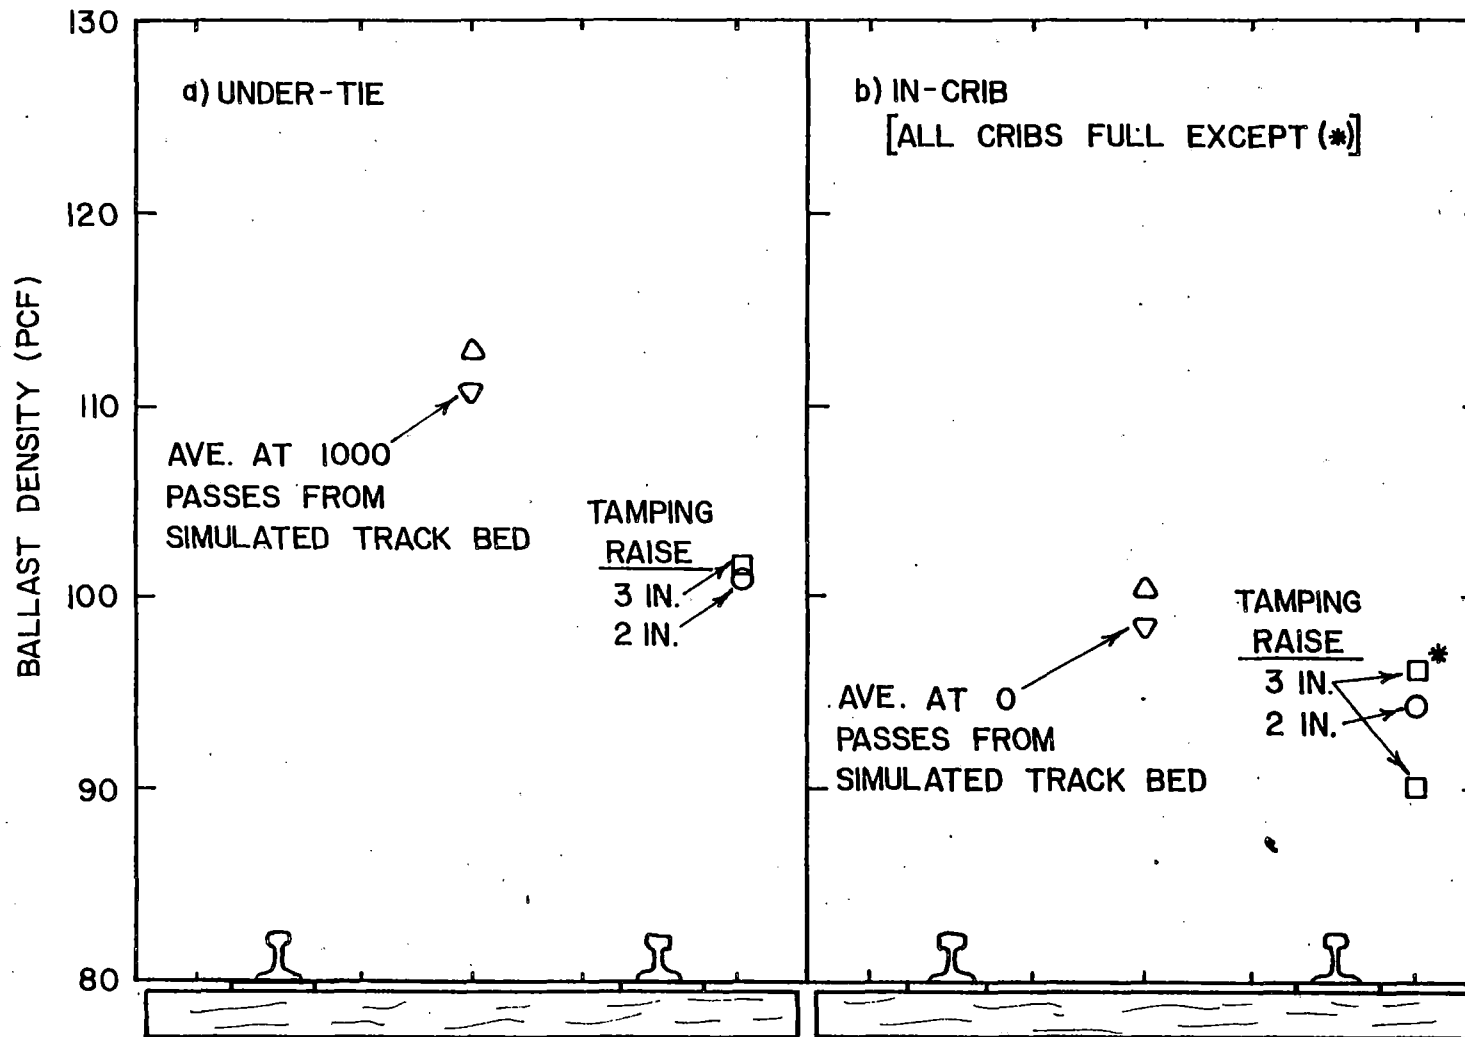 130
120
110
100
90
80
BALLAST DENSITY (PCF)
a) UNDER-TIE
AVE. AT 1000
PASSES FROM
SIMULATED TRACK BED
TAMPING
RAISE
3 IN.
2 IN.
b) IN-CRIB
[ALL CRIBS FULL EXCEPT (*)]
AVE. AT 0
PASSES FROM
SIMULATED TRACK BED
TAMPING
RAISE
3 IN.
2 IN.
*